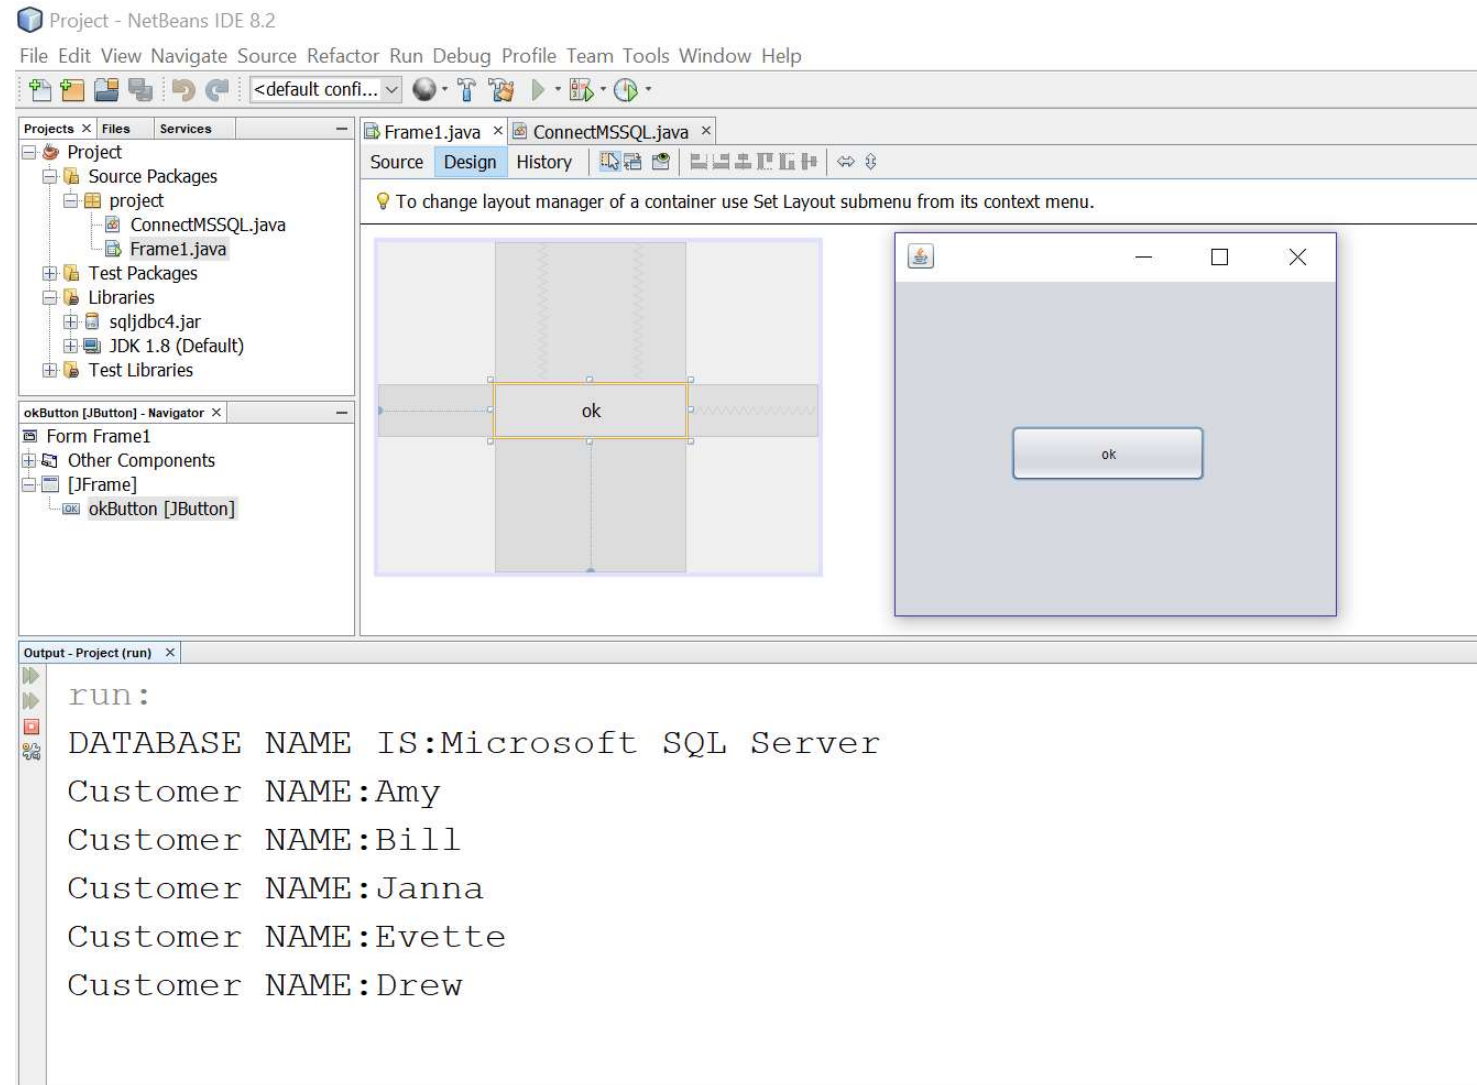 Project - NetBeans IDE 8.2
File Edit View Navigate Source Refactor Run Debug Profile Team Tools Window Help
<default confi...
Projects Files Services
Project
Source Packages
project
ConnectMSSQL.java
Frame1.java
Test Packages
Libraries
sqljdbc4.jar
JDK 1.8 (Default)
Test Libraries
okButton [JButton] - Navigator
Form Frame1
Other Components
[JFrame]
okButton [JButton]
Frame1.java ConnectMSSQL.java
Source Design History
To change layout manager of a container use Set Layout submenu from its context menu.
ok
ok
Output - Project (run)
run:
DATABASE NAME IS:Microsoft SQL Server
Customer NAME:Amy
Customer NAME:Bill
Customer NAME:Janna
Customer NAME:Evette
Customer NAME:Drew